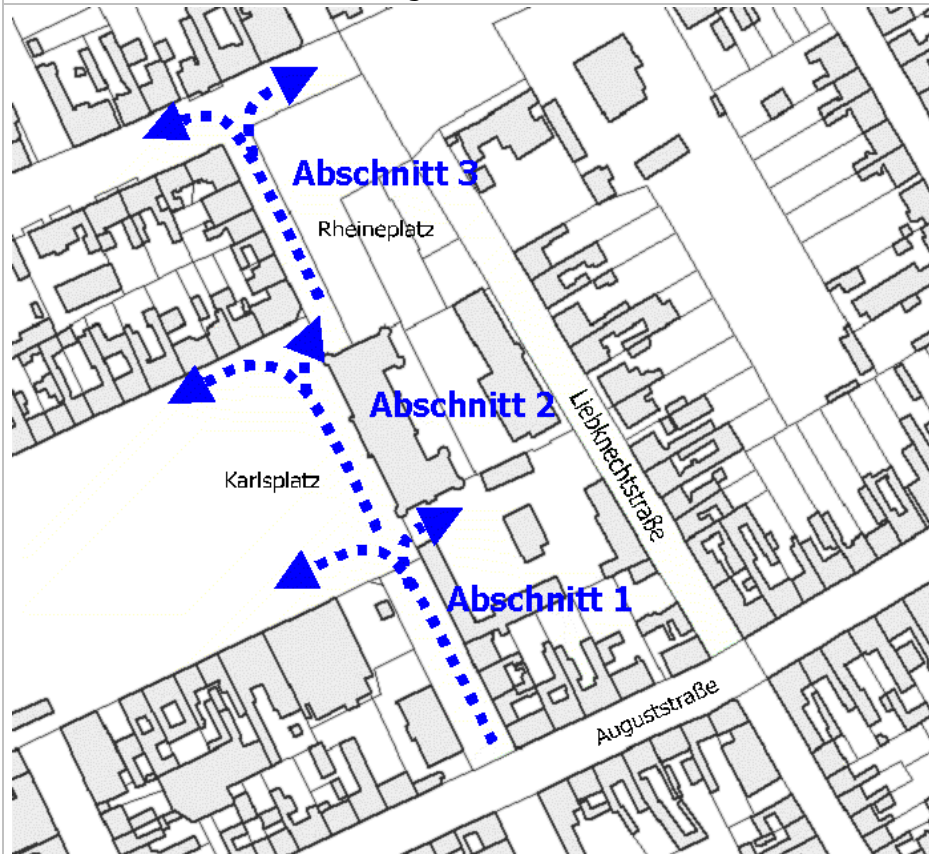 Abschnitt 3
Rheineplatz
Abschnitt 2
Liebknechtstraße
Karlsplatz
Abschnitt 1
Auguststraße